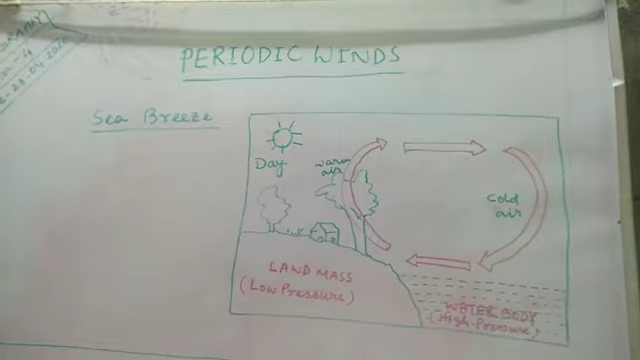 PERIODIC WINDS
Sea Breeze
Day
warm
air
cold
air
LAND MASS
(Low Pressure)
WATER BODY
(High Pressure)